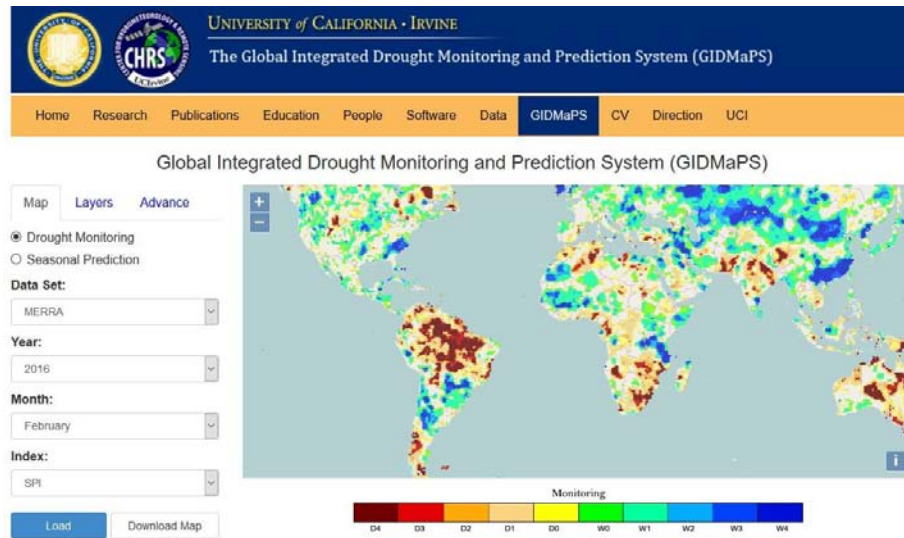 UNIVERSITY of CALIFORNIA • IRVINE
The Global Integrated Drought Monitoring and Prediction System (GIDMaPS)
CHRS
UCIrvine
Home Research Publications Education People Software Data GIDMaPS CV Direction UCI
Global Integrated Drought Monitoring and Prediction System (GIDMaPS)
Map Layers Advance
Drought Monitoring
Seasonal Prediction
Data Set:
MERRA
Year:
2016
Month:
February
Index:
SPI
Load Download Map
+
−
i
Monitoring
D4 D3 D2 D1 D0 W0 W1 W2 W3 W4